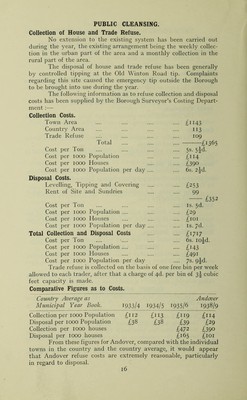 PUBLIC CLEANSING.
Collection of House and Trade Refuse.
No extension to the existing system has been carried out
during the year, the existing arrangement being the weekly collec-
tion in the urban part of the area and a monthly collection in the
rural part of the area.
The disposal of house and trade refuse has been generally
by controlled tipping at the Old Winton Road tip. Complaints
regarding this site caused the emergency tip outside the Borough
to be brought into use during the year.
The following information as to refuse collection and disposal
costs has been supplied by the Borough Surveyor's Costing Depart-
ment :—
Collection Costs.
Town Area £1143
Country Area 113
Trade Refuse 109
Total £1365
Cost per Ton 5s. 5½d.
Cost per 1000 Population £114
Cost per 1000 Houses £390
Cost per 1000 Population per day 6s. 2½d.
Disposal Costs.
Levelling, Tipping and Covering £253
Rent of Site and Sundries 99
£352
Cost per Ton 1s. 5d.
Cost per 1000 Population £29
Cost per 1000 Houses £101
Cost per 1000 Population per day 1s. 7d.
Total Collection and Disposal Costs £1717
Cost per Ton 6s. 10½d.
Cost per 1000 Population £143
Cost per 1000 Houses £491
Cost per 1000 Population per day 7s. 9½d.
Trade refuse is collected on the basis of one free bin per week
allowed to each trader, after that a charge of 4d. per bin of 3½ cubic
feet capacity is made.
Comparative Figures as to Costs.
Country Average as Andover
Municipal Year Book. 1933/4 1934/5 1935/6 1938/9
Collection per 1000 Population £112 £113 £119 £114
Disposal per 1000 Population £38 £38 £39 £29
Collection per 1000 houses £472 £390
Disposal per 1000 houses £165 £101
From these figures for Andover, compared with the individual
towns in the country and the country average, it would appear
that Andover refuse costs are extremely reasonable, particularly
in regard to disposal.
16